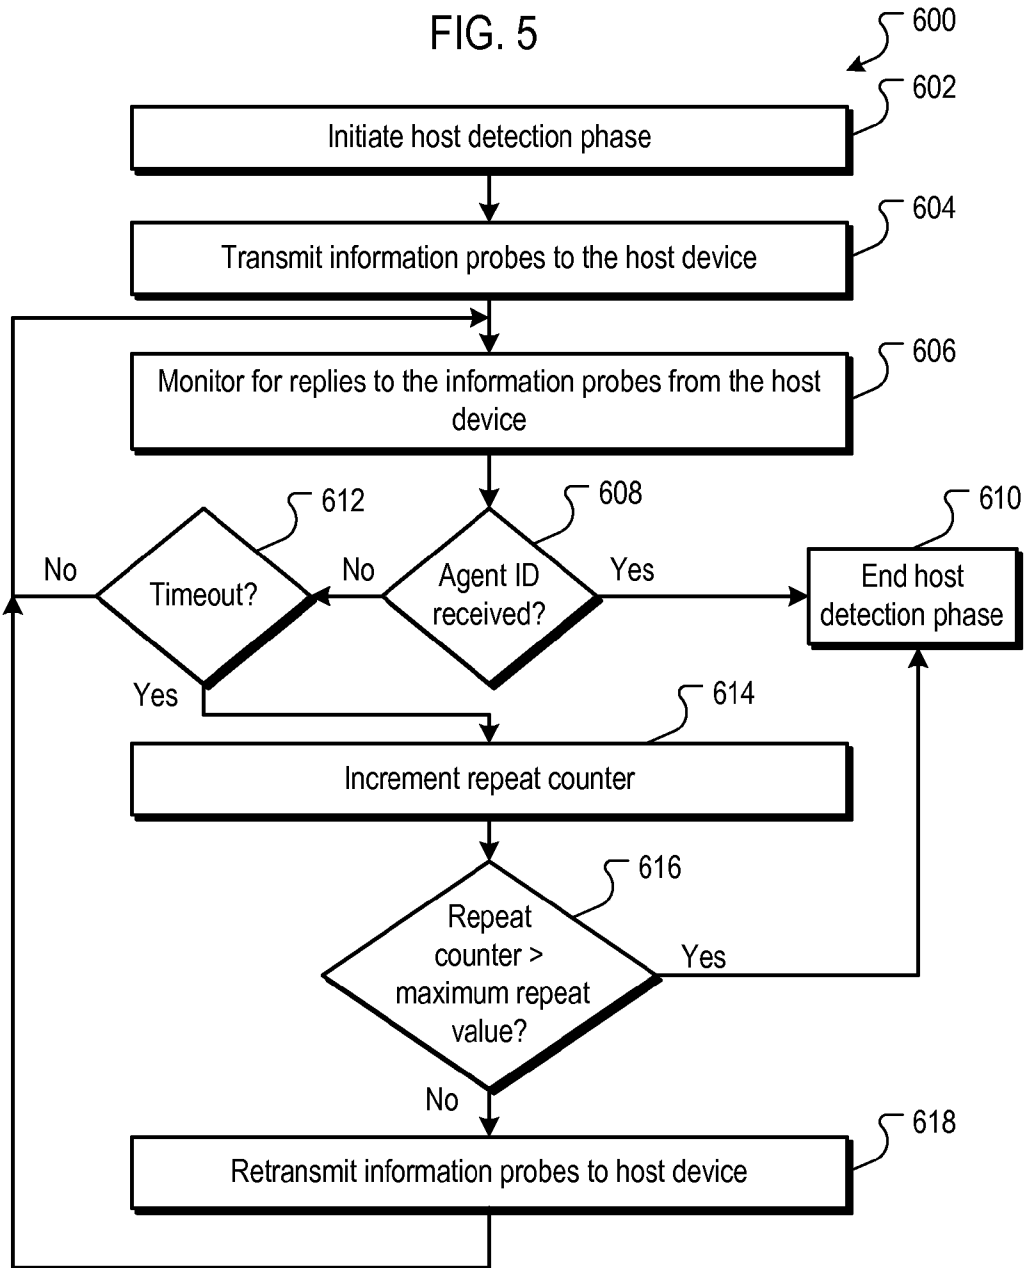 FIG. 5
600
602
Initiate host detection phase
604
Transmit information probes to the host device
606
Monitor for replies to the information probes from the host
device
612
608
610
No
Timeout?
No
Agent ID
received?
Yes
End host
detection phase
Yes
614
Increment repeat counter
616
Repeat
counter >
maximum repeat
value?
Yes
No
618
Retransmit information probes to host device